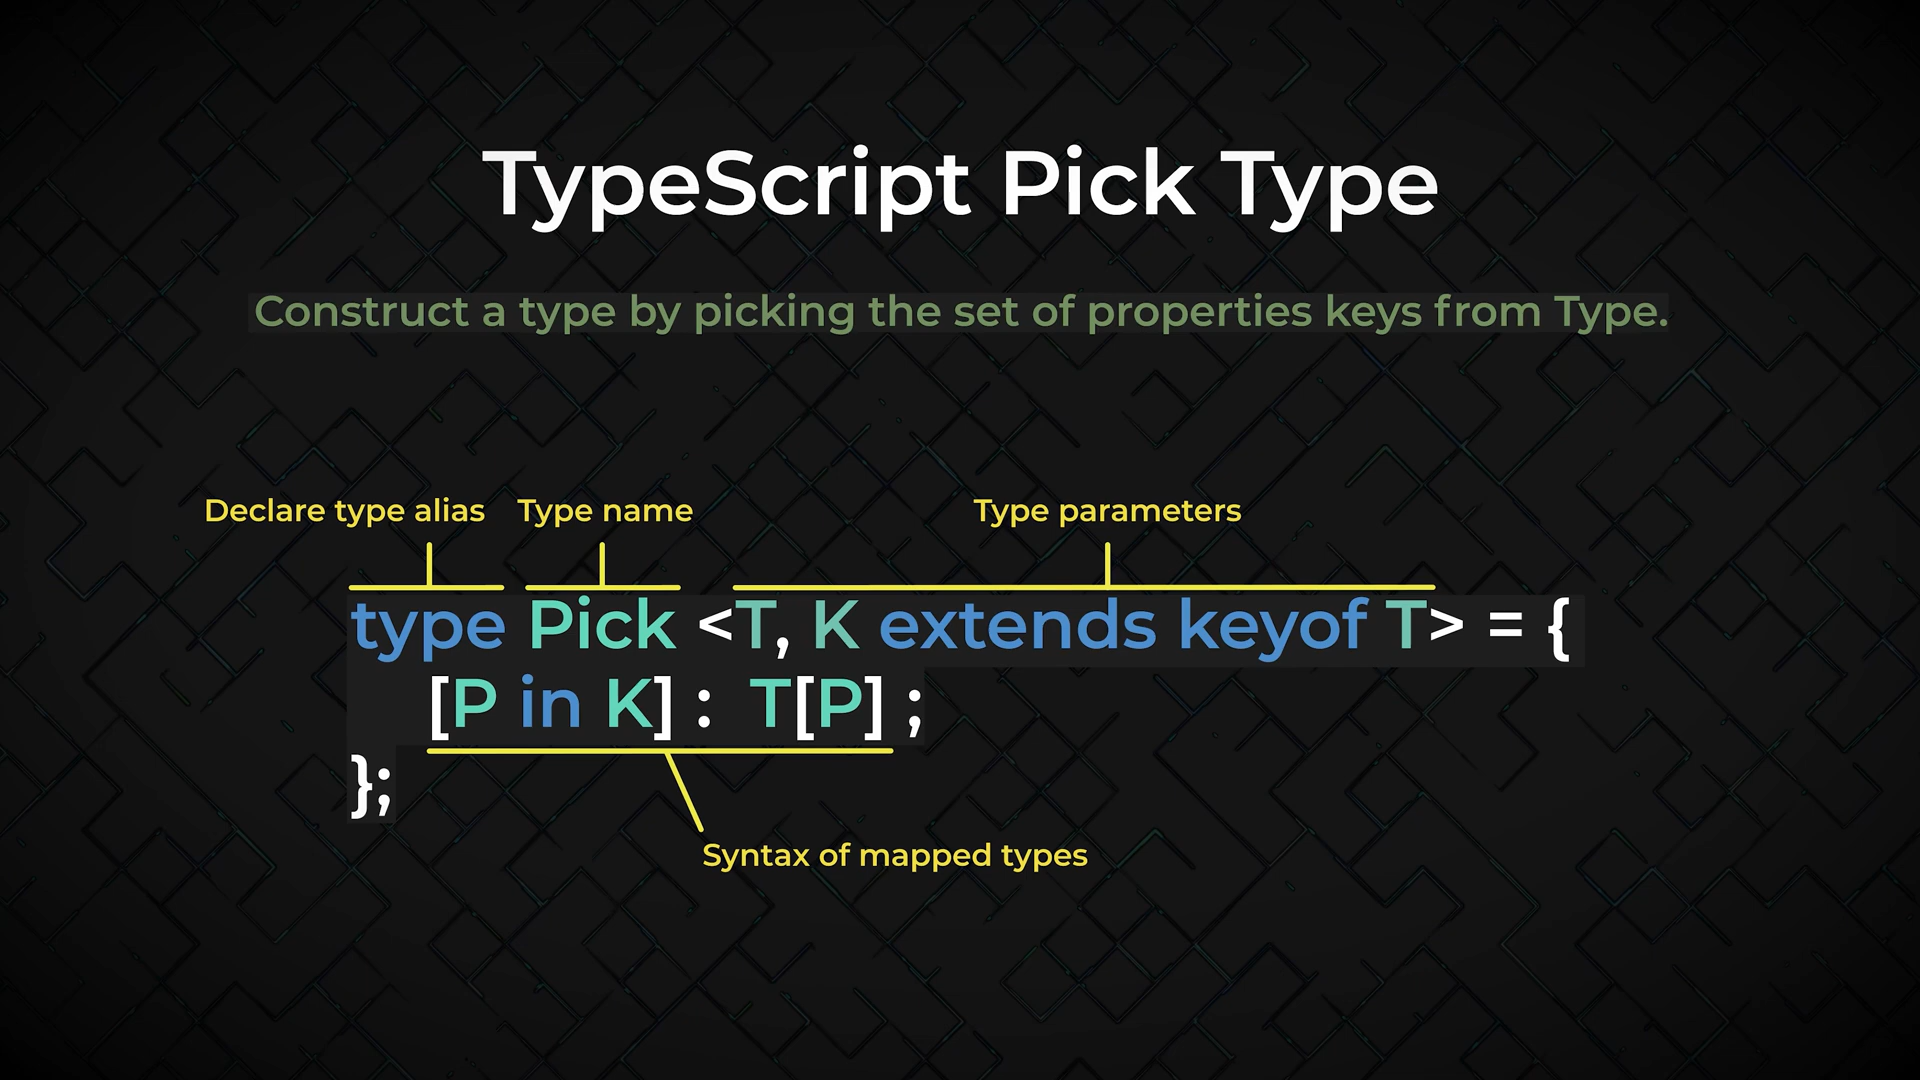 TypeScript Pick Type
Construct a type by picking the set of properties keys from Type.
Declare type alias Type name Type parameters
type Pick <T, K extends keyof T> = {
[P in K] : T[P] ;
};
Syntax of mapped types